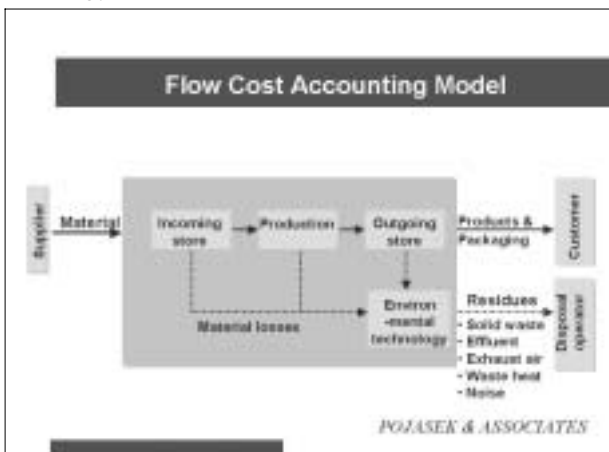 Flow Cost Accounting Model
Supplier
Material
Incoming
store
Production
Outgoing
store
Products &
Packaging
Customer
Material losses
Environ
-mental
technology
Residues
- Solid waste
- Effluent
- Exhaust air
- Waste heat
- Noise
Disposal
operator
POJASEK & ASSOCIATES